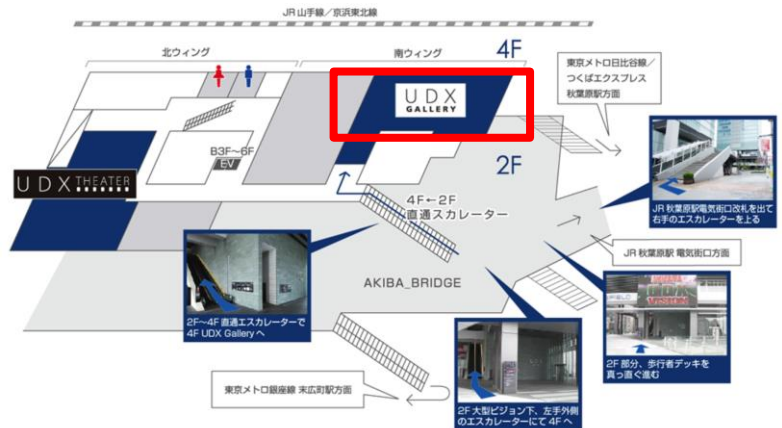 JR 山手線／京浜東北線
北ウィング
南ウィング
4F
UDX
GALLERY
東京メトロ日比谷線／
つくばエクスプレス
秋葉原駅方面
B3F～6F
EV
2F
UDX THEATER
4F←2F
直通スカレーター
JR 秋葉原駅電気街口改札を出て
右手のエスカレーターを上る
JR 秋葉原駅 電気街口方面
AKIBA_BRIDGE
2F～4F 直通エスカレーターで
4F UDX Gallery へ
UDX
VISION
2F 部分、歩行者デッキを
真っ直ぐ進む
東京メトロ銀座線 末広町駅方面
2F 大型ビジョン下、左手外側
のエスカレーターにて 4F へ